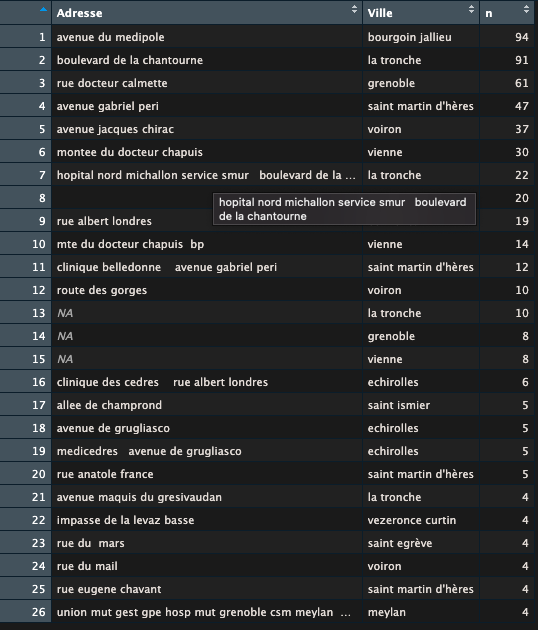 Adresse Ville n
1 avenue du medipole bourgoin jallieu 94
2 boulevard de la chantourne la tronche 91
3 rue docteur calmette grenoble 61
4 avenue gabriel peri saint martin d'hères 47
5 avenue jacques chirac voiron 37
6 montee du docteur chapuis vienne 30
7 hopital nord michallon service smur boulevard de la ... la tronche 22
8 20
hopital nord michallon service smur boulevard
de la chantourne
9 rue albert londres 19
10 mte du docteur chapuis bp vienne 14
11 clinique belledonne avenue gabriel peri saint martin d'hères 12
12 route des gorges voiron 10
13 NA la tronche 10
14 NA grenoble 8
15 NA vienne 8
16 clinique des cedres rue albert londres echirolles 6
17 allee de champrond saint ismier 5
18 avenue de grugliasco echirolles 5
19 medicedres avenue de grugliasco echirolles 5
20 rue anatole france saint martin d'hères 5
21 avenue maquis du gresivaudan la tronche 4
22 impasse de la levaz basse vezeronce curtin 4
23 rue du mars saint egrève 4
24 rue du mail voiron 4
25 rue eugene chavant saint martin d'hères 4
26 union mut gest gpe hosp mut grenoble csm meylan ... meylan 4